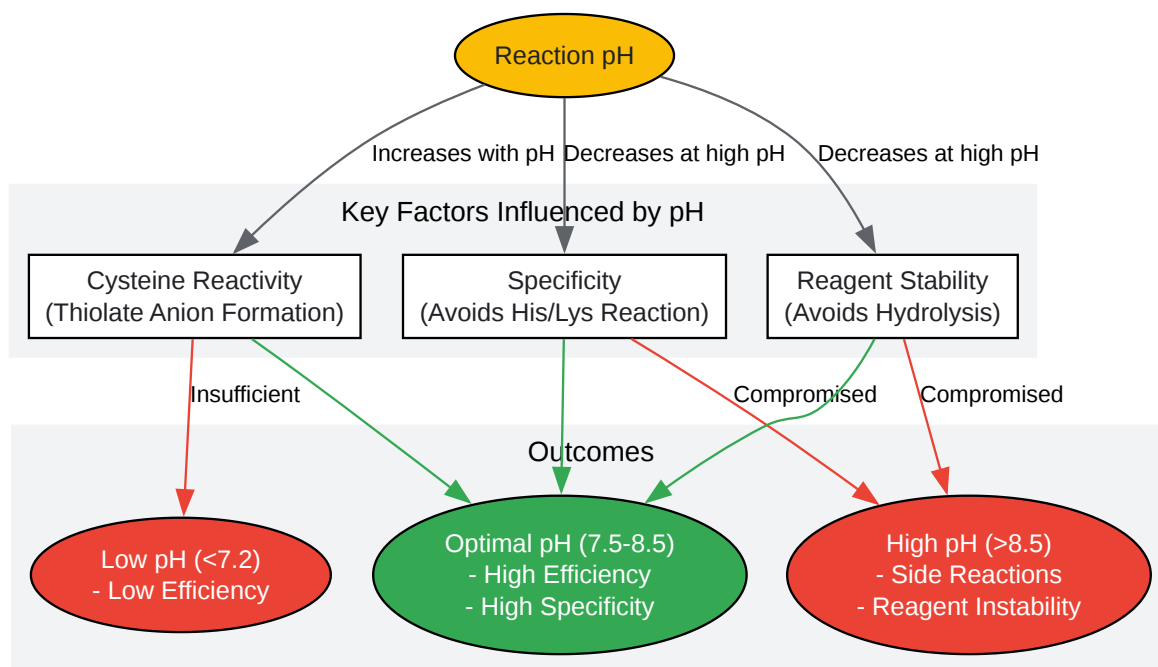 Reaction pH
Increases with pH
Decreases at high pH
Decreases at high pH
Key Factors Influenced by pH
Cysteine Reactivity
(Thiolate Anion Formation)
Specificity
(Avoids His/Lys Reaction)
Reagent Stability
(Avoids Hydrolysis)
Insufficient
Compromised
Compromised
Outcomes
Low pH (<7.2)
- Low Efficiency
Optimal pH (7.5-8.5)
- High Efficiency
- High Specificity
High pH (>8.5)
- Side Reactions
- Reagent Instability